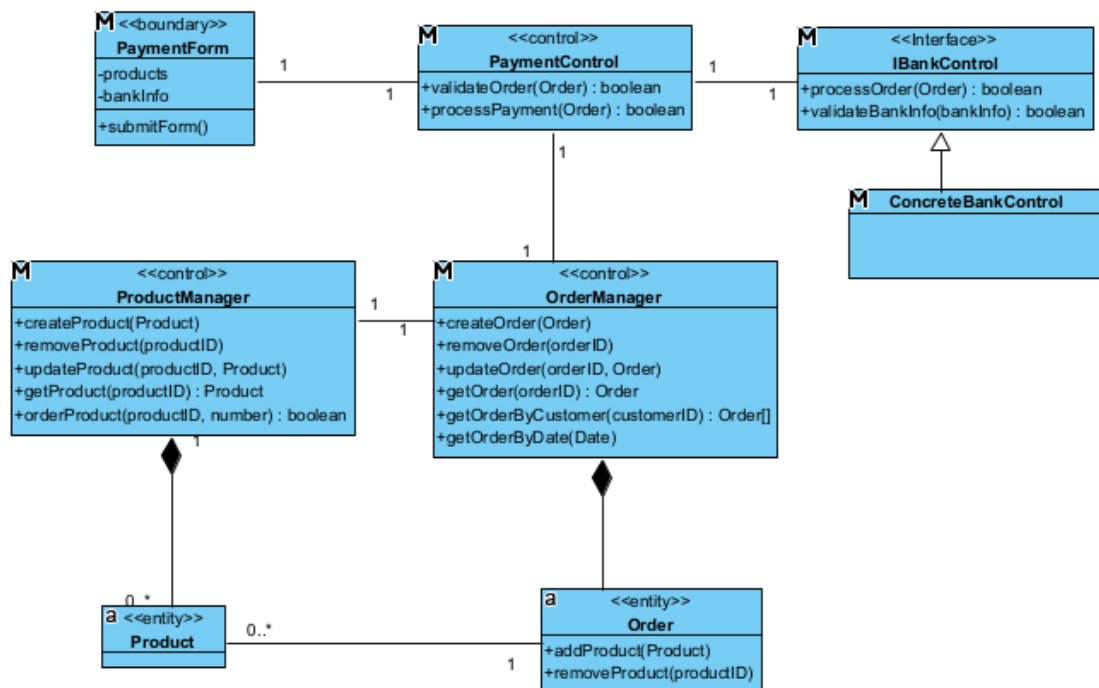 M
<<boundary>>
PaymentForm
-products
-bankInfo
+submitForm()
1
1
<<control>>
PaymentControl
+validateOrder(Order) : boolean
+processPayment(Order) : boolean
1
1
<<Interface>>
IBankControl
+processOrder(Order) : boolean
+validateBankInfo(bankInfo) : boolean
M
ConcreteBankControl
1
1
M
<<control>>
ProductManager
+createProduct(Product)
+removeProduct(productID)
+updateProduct(productID, Product)
+getProduct(productID) : Product
+orderProduct(productID, number) : boolean
1
1
M
<<control>>
OrderManager
+createOrder(Order)
+removeOrder(orderID)
+updateOrder(orderID, Order)
+getOrder(orderID) : Order
+getOrderByCustomer(customerID) : Order[]
+getOrderByDate(Date)
1
0..*
a
<<entity>>
Product
0..*
1
a
<<entity>>
Order
+addProduct(Product)
+removeProduct(productID)